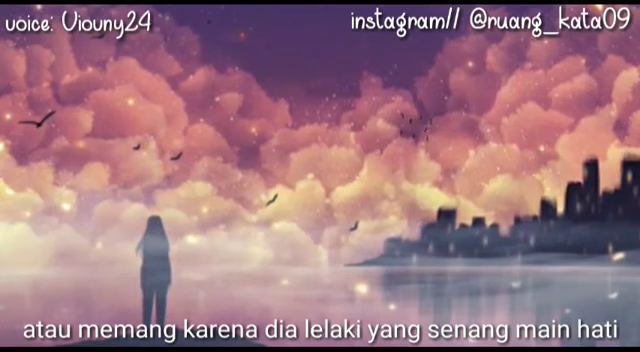 voice: Viouny24
instagram// @ruang_kata09
atau memang karena dia lelaki yang senang main hati